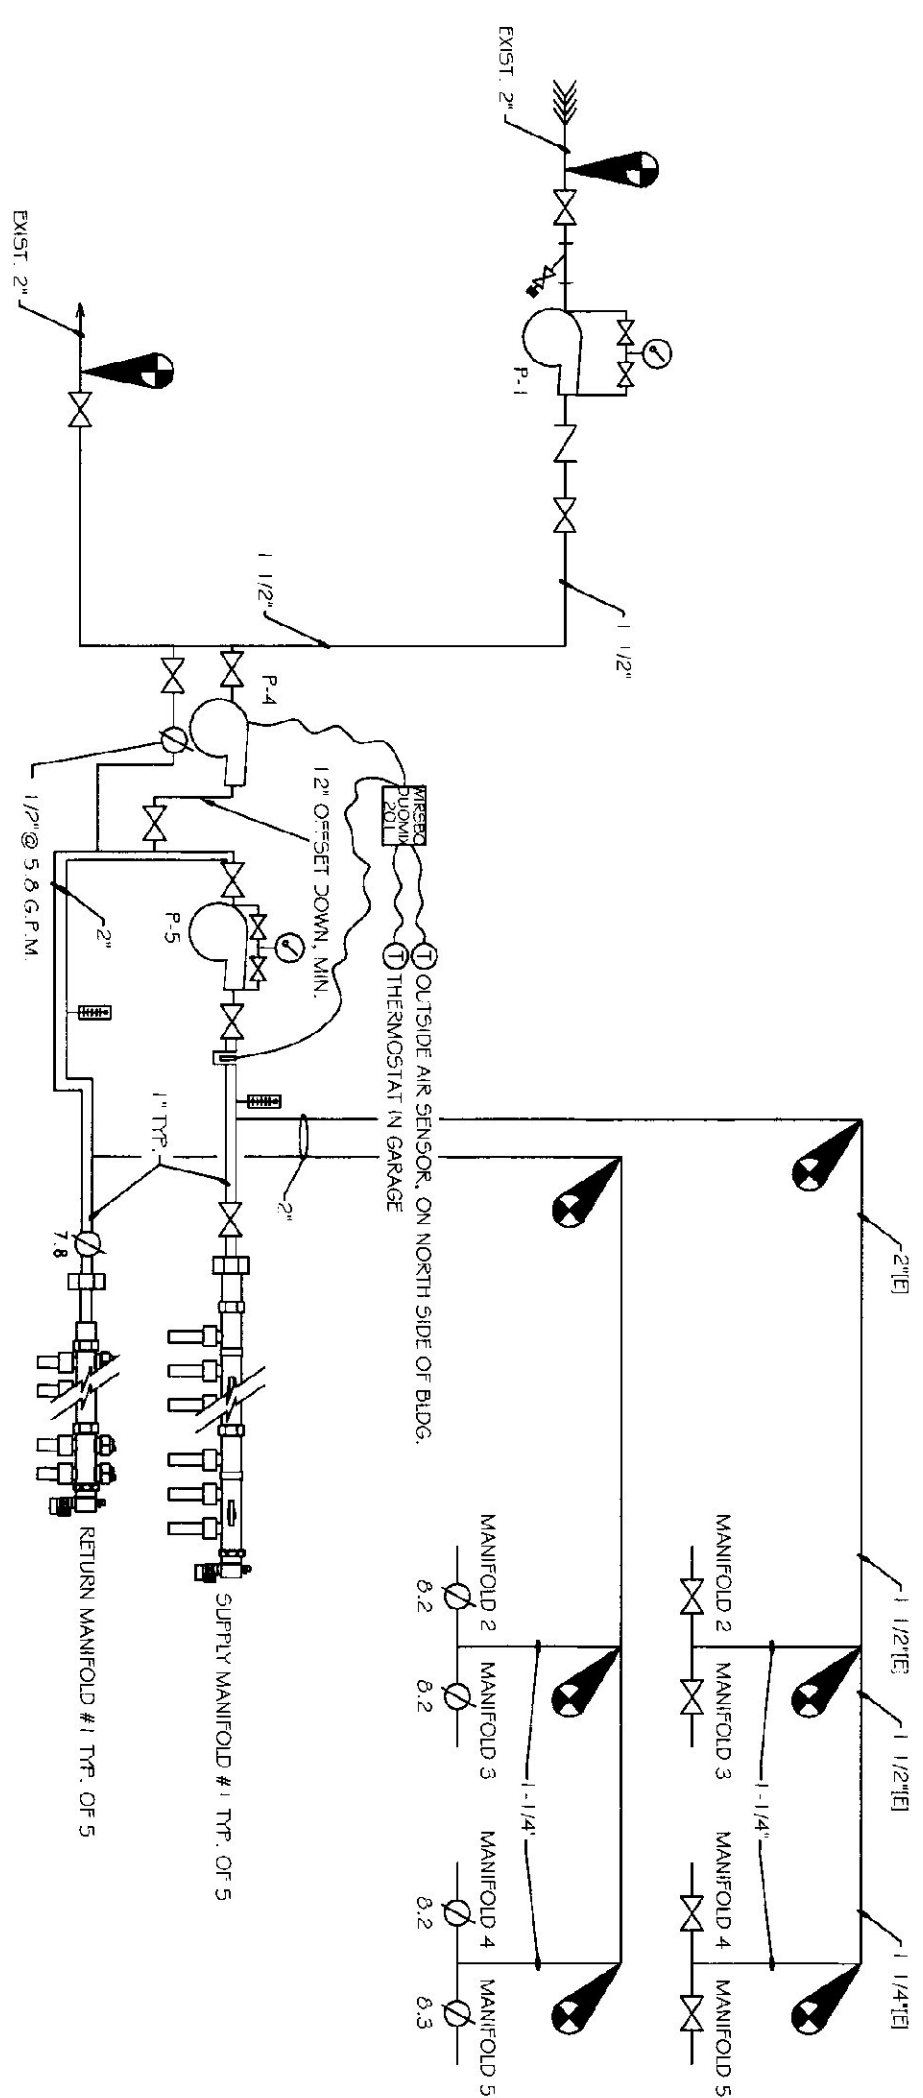 EXIST. 2"
EXIST. 2"
P-1
1 1/2"
1 1/2"
P-4
1/2"@ 5.8 G.P.M.
12" OFFSET DOWN, MIN.
WIRSBO
DUOMIX
201
T OUTSIDE AIR SENSOR, ON NORTH SIDE OF BLDG.
T THERMOSTAT IN GARAGE
P-5
2"
1" TYP.
2"
7.8
SUPPLY MANIFOLD #1 TYP. OF 5
RETURN MANIFOLD #1 TYP. OF 5
2"[E]
1 1/2"[E]
1 1/2"[E]
1 1/4"[E]
MANIFOLD 2
MANIFOLD 3
1-1/4"
MANIFOLD 4
MANIFOLD 5
MANIFOLD 2
8.2
MANIFOLD 3
8.2
1-1/4"
MANIFOLD 4
8.2
MANIFOLD 5
8.3